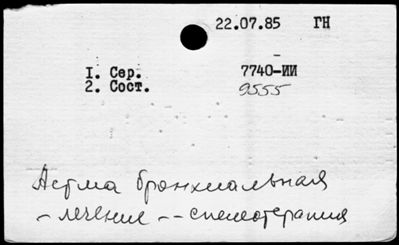 22.07.85 ГН
1. Сер. 7740-ИИ
2. Сост. 9555
Астма бронхиальная
- лечение -- спелеотерапия